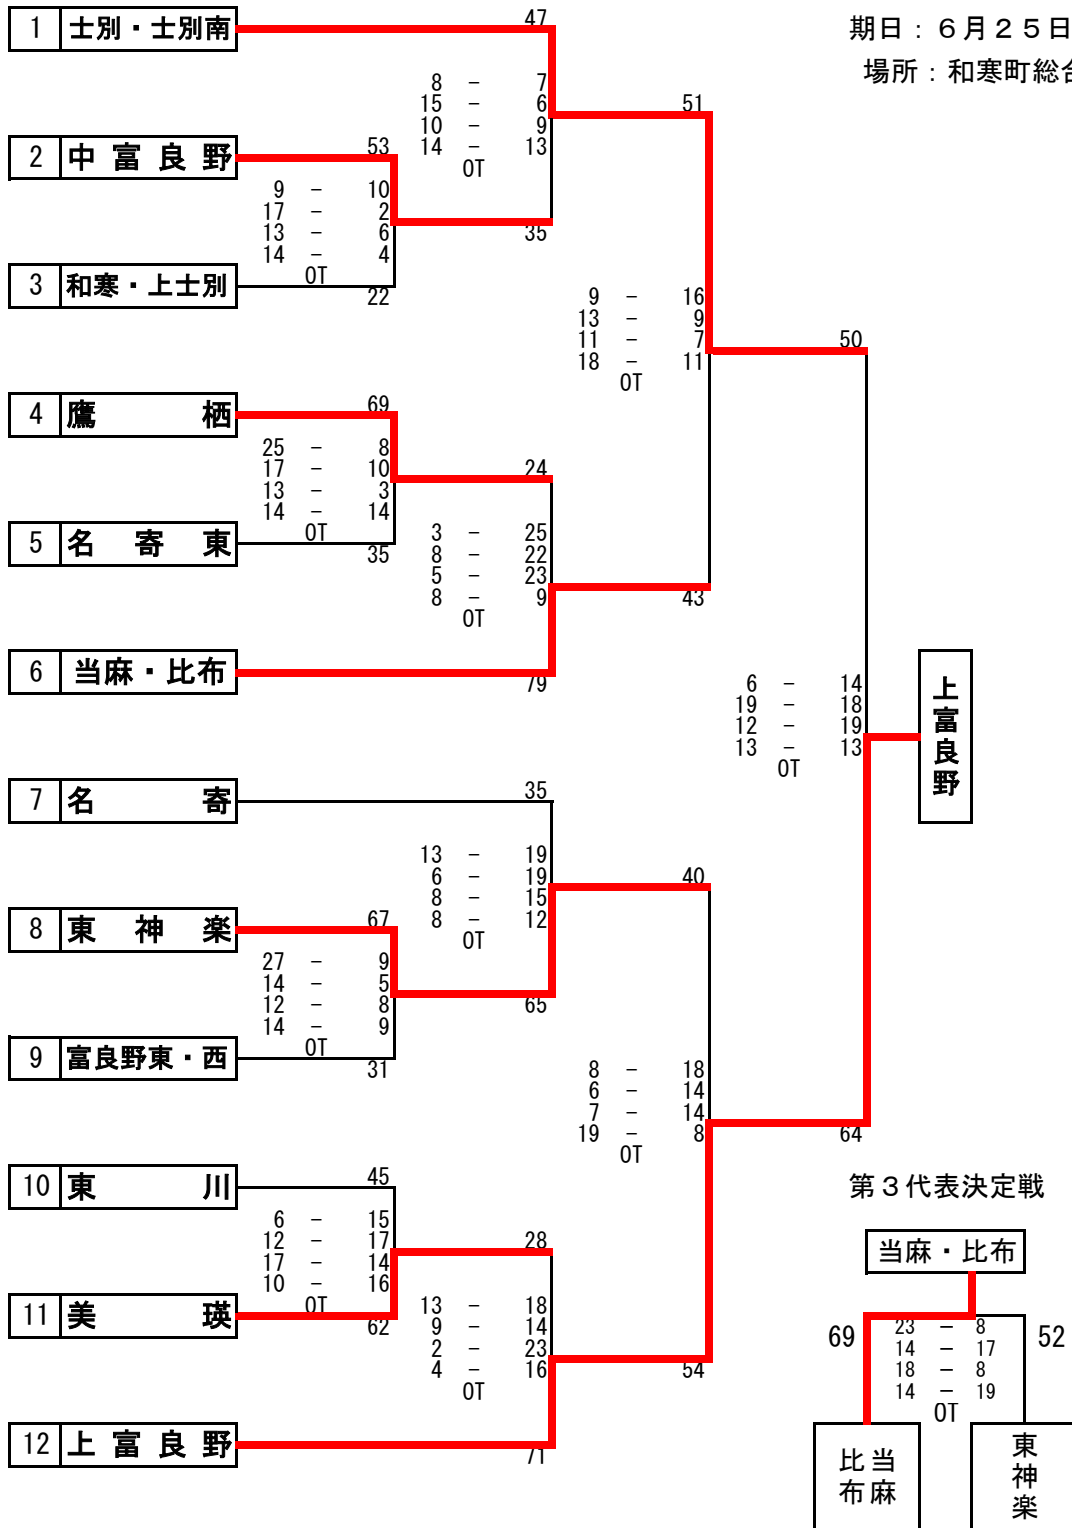 期日：６月２５日
場所：和寒町総合
1 士別・士別南
47
8 － 7
15 － 6
10 － 9
14 － 13
OT
51
2 中富良野
53
9 － 10
17 － 2
13 － 6
14 － 4
OT
35
3 和寒・上士別
22
9 － 16
13 － 9
11 － 7
18 － 11
OT
50
4 鷹栖
69
25 － 8
17 － 10
13 － 3
14 － 14
OT
24
5 名寄東
35
3 － 25
8 － 22
5 － 23
8 － 9
OT
43
6 当麻・比布
79
6 － 14
19 － 18
12 － 19
13 － 13
OT
上富良野
7 名寄
35
13 － 19
6 － 19
8 － 15
8 － 12
OT
40
8 東神楽
67
27 － 9
14 － 5
12 － 8
14 － 9
OT
65
9 富良野東・西
31
8 － 18
6 － 14
7 － 14
19 － 8
OT
64
10 東川
45
6 － 15
12 － 17
17 － 14
10 － 16
OT
28
11 美瑛
62
13 － 18
9 － 14
2 － 23
4 － 16
OT
54
12 上富良野
71
第３代表決定戦
当麻・比布
69
23 － 8
14 － 17
18 － 8
14 － 19
OT
52
当麻
比布
東神楽